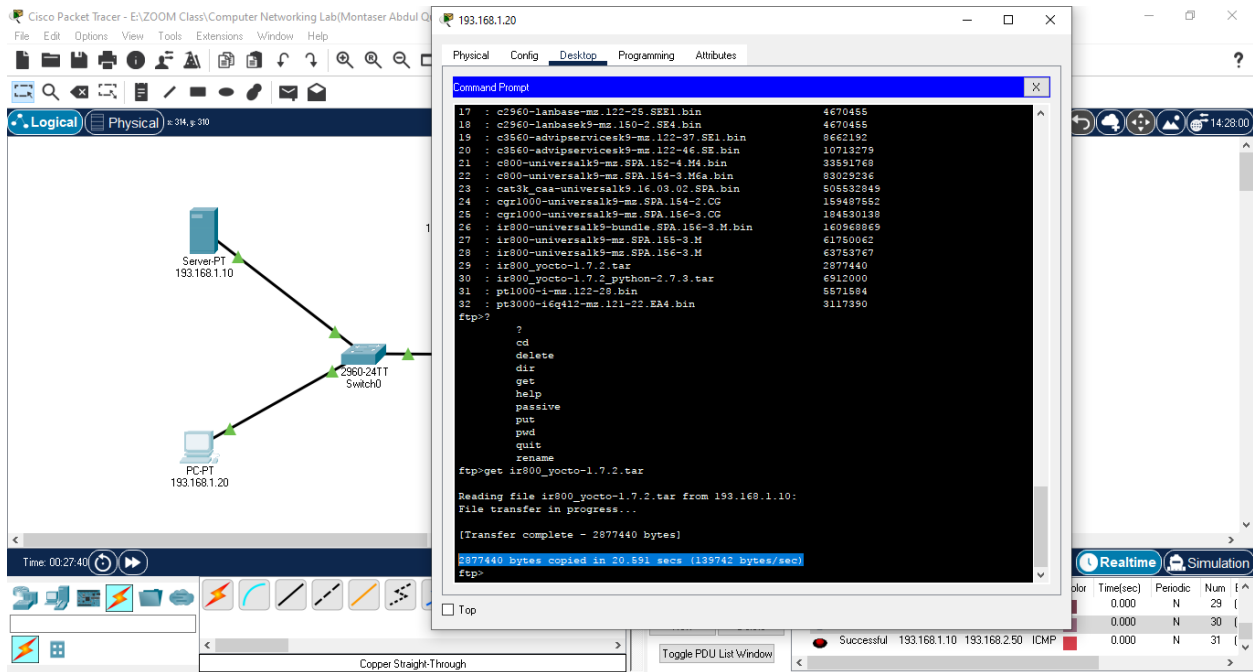 Cisco Packet Tracer - E:\ZOOM Class\Computer Networking Lab(Montaser Abdul Q
File Edit Options View Tools Extensions Window Help
?
Logical Physical x: 314, y: 310
14:28:00
Server-PT
193.168.1.10
1
2960-24TT
Switch0
PC-PT
193.168.1.20
193.168.1.20
Physical Config Desktop Programming Attributes
Command Prompt X
17 : c2960-lanbase-mz.122-25.SEE1.bin 4670455
18 : c2960-lanbasek9-mz.150-2.SE4.bin 4670455
19 : c3560-advipservicesk9-mz.122-37.SE1.bin 8662192
20 : c3560-advipservicesk9-mz.122-46.SE.bin 10713279
21 : c800-universalk9-mz.SPA.152-4.M4.bin 33591768
22 : c800-universalk9-mz.SPA.154-3.M6a.bin 83029236
23 : cat3k_caa-universalk9.16.03.02.SPA.bin 505532849
24 : cgr1000-universalk9-mz.SPA.154-2.CG 159487552
25 : cgr1000-universalk9-mz.SPA.156-3.CG 184530138
26 : ir800-universalk9-bundle.SPA.156-3.M.bin 160968869
27 : ir800-universalk9-mz.SPA.155-3.M 61750062
28 : ir800-universalk9-mz.SPA.156-3.M 63753767
29 : ir800_yocto-1.7.2.tar 2877440
30 : ir800_yocto-1.7.2_python-2.7.3.tar 6912000
31 : pt1000-i-mz.122-28.bin 5571584
32 : pt3000-i6q4l2-mz.121-22.EA4.bin 3117390
ftp>?
?
cd
delete
dir
get
help
passive
put
pwd
quit
rename
ftp>get ir800_yocto-1.7.2.tar
Reading file ir800_yocto-1.7.2.tar from 193.168.1.10:
File transfer in progress...
[Transfer complete - 2877440 bytes]
2877440 bytes copied in 20.591 secs (139742 bytes/sec)
ftp>
Top
Time: 00:27:40
Realtime Simulation
Time(sec) Periodic Num
0.000 N 29
0.000 N 30
Successful 193.168.1.10 193.168.2.50 ICMP 0.000 N 31
Toggle PDU List Window
Copper Straight-Through